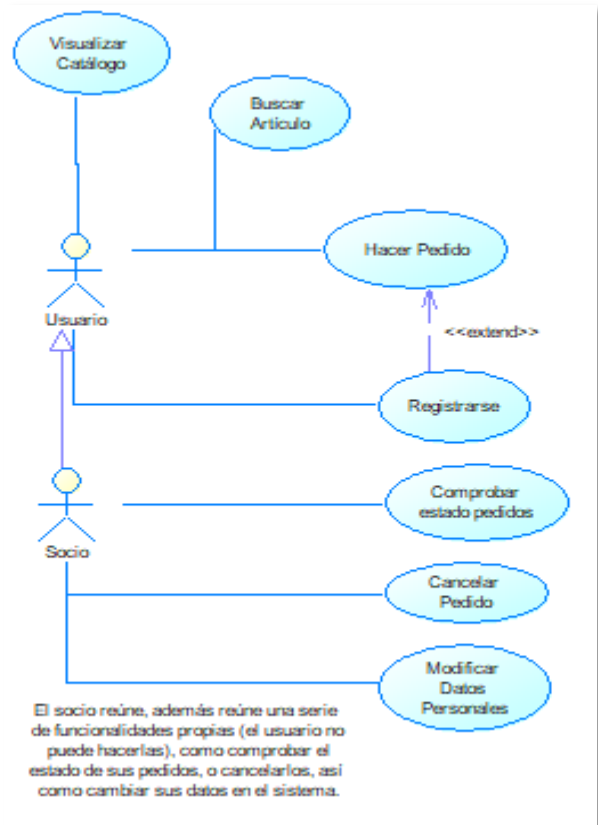 Visualizar
Catálogo
Buscar
Artículo
Hacer Pedido
Usuario
<<extend>>
Registrarse
Comprobar
estado pedidos
Socio
Cancelar
Pedido
Modificar
Datos
Personales
El socio reúne, además reúne una serie
de funcionalidades propias (el usuario no
puede hacerlas), como comprobar el
estado de sus pedidos, o cancelarlos, así
como cambiar sus datos en el sistema.